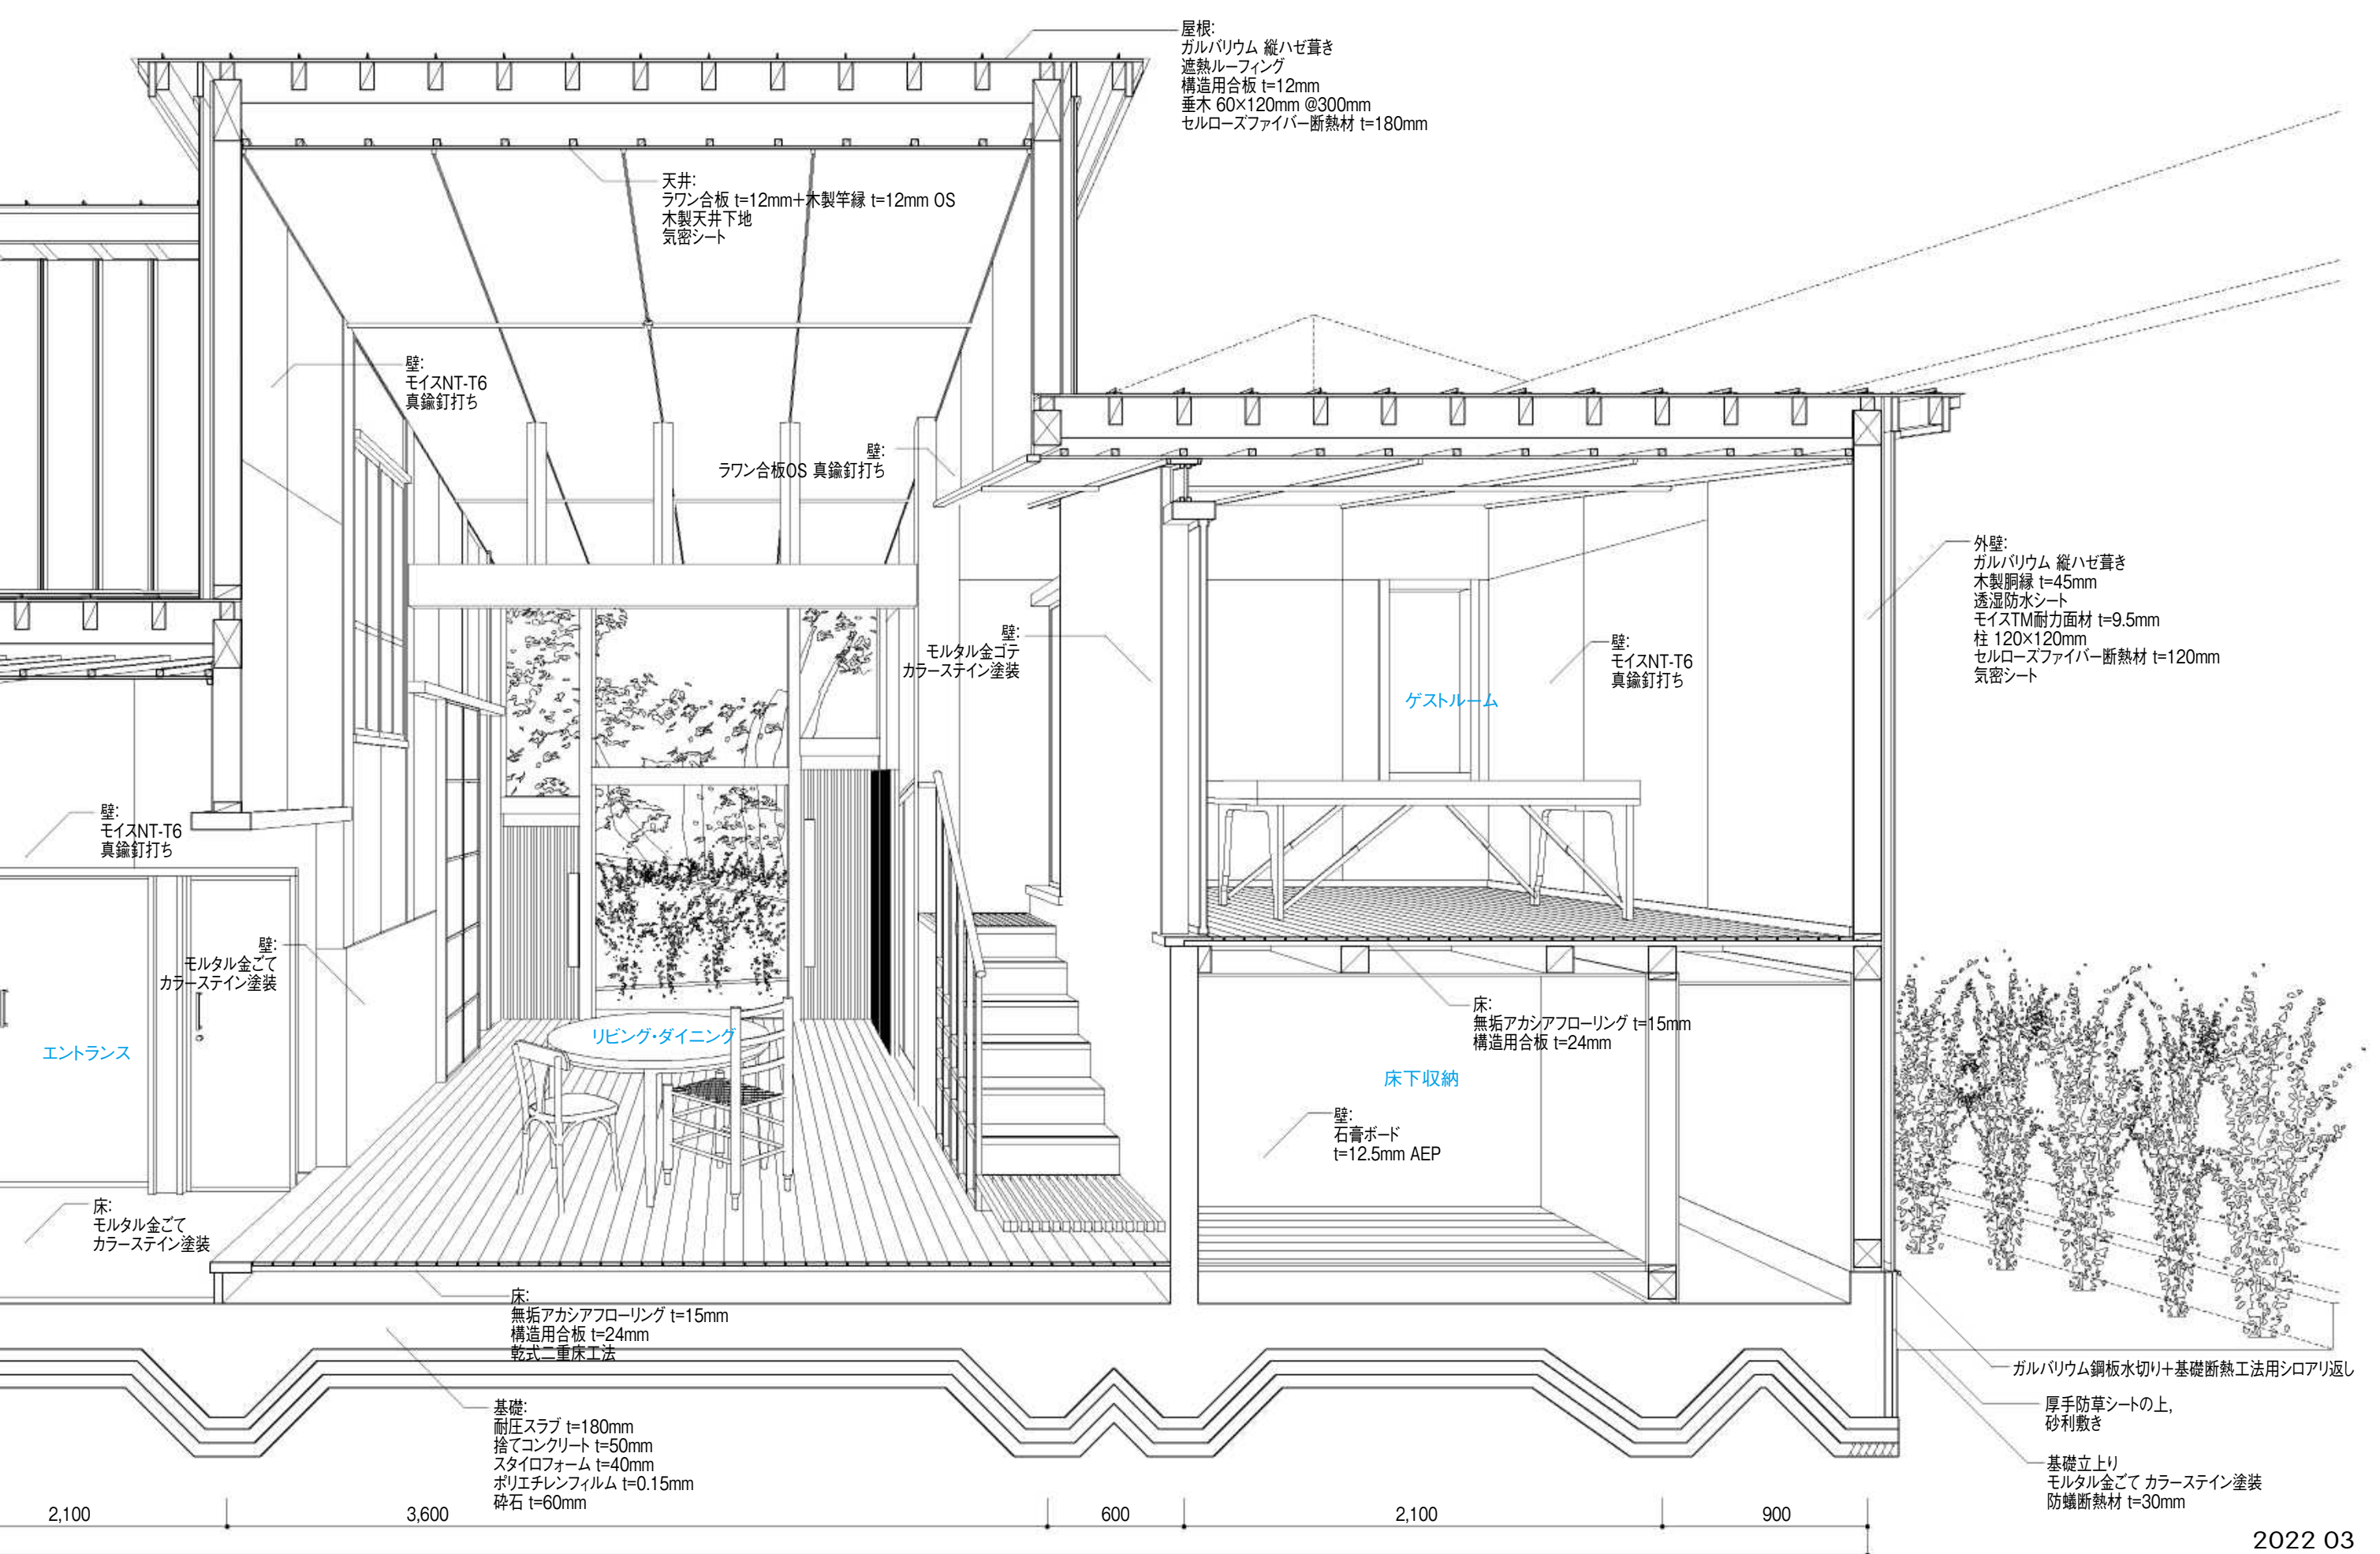 屋根:
ガルバリウム 縦ハゼ葺き
遮熱ルーフィング
構造用合板 t=12mm
垂木 60×120mm @300mm
セルローズファイバー断熱材 t=180mm
天井:
ラワン合板 t=12mm+木製竿縁 t=12mm OS
木製天井下地
気密シート
壁:
モイスNT-T6
真鍮釘打ち
壁:
ラワン合板OS 真鍮釘打ち
外壁:
ガルバリウム 縦ハゼ葺き
木製胴縁 t=45mm
透湿防水シート
モイスTM耐力面材 t=9.5mm
柱 120×120mm
セルローズファイバー断熱材 t=120mm
気密シート
壁:
モルタル金ゴテ
カラーステイン塗装
壁:
モイスNT-T6
真鍮釘打ち
ゲストルーム
壁:
モイスNT-T6
真鍮釘打ち
壁:
モルタル金ごて
カラーステイン塗装
エントランス
リビング・ダイニング
床:
無垢アカシアフローリング t=15mm
構造用合板 t=24mm
床下収納
壁:
石膏ボード
t=12.5mm AEP
床:
モルタル金ごて
カラーステイン塗装
床:
無垢アカシアフローリング t=15mm
構造用合板 t=24mm
乾式二重床工法
基礎:
耐圧スラブ t=180mm
捨てコンクリート t=50mm
スタイロフォーム t=40mm
ポリエチレンフィルム t=0.15mm
砕石 t=60mm
ガルバリウム鋼板水切り+基礎断熱工法用シロアリ返し
厚手防草シートの上,
砂利敷き
基礎立上り
モルタル金ごて カラーステイン塗装
防蟻断熱材 t=30mm
2,100
3,600
600
2,100
900
2022 03